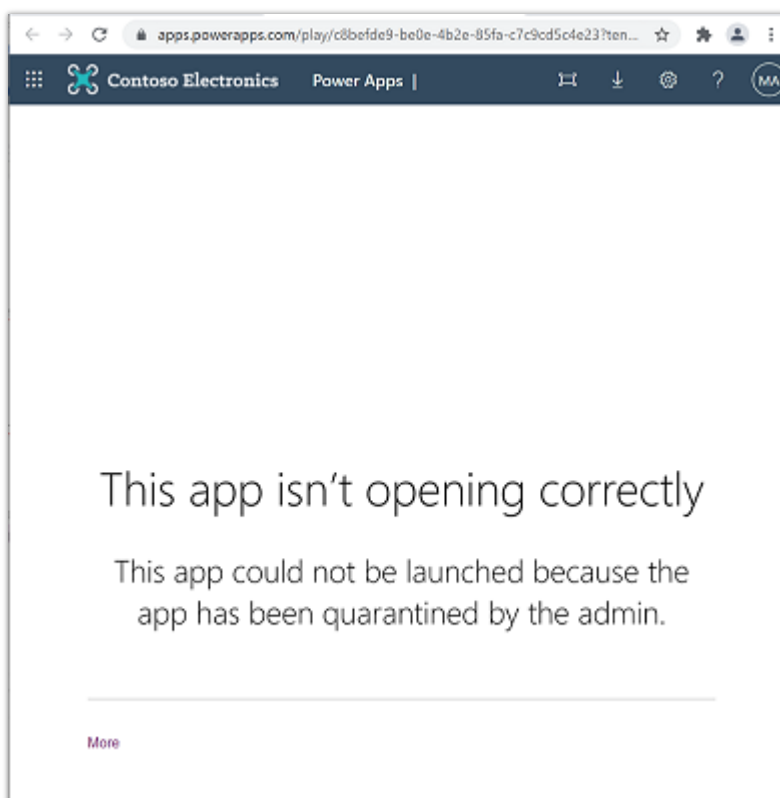 apps.powerapps.com/play/c8befde9-be0e-4b2e-85fa-c7c9cd5c4e23?ten...
Contoso Electronics Power Apps | ? MA
This app isn't opening correctly
This app could not be launched because the
app has been quarantined by the admin.
More